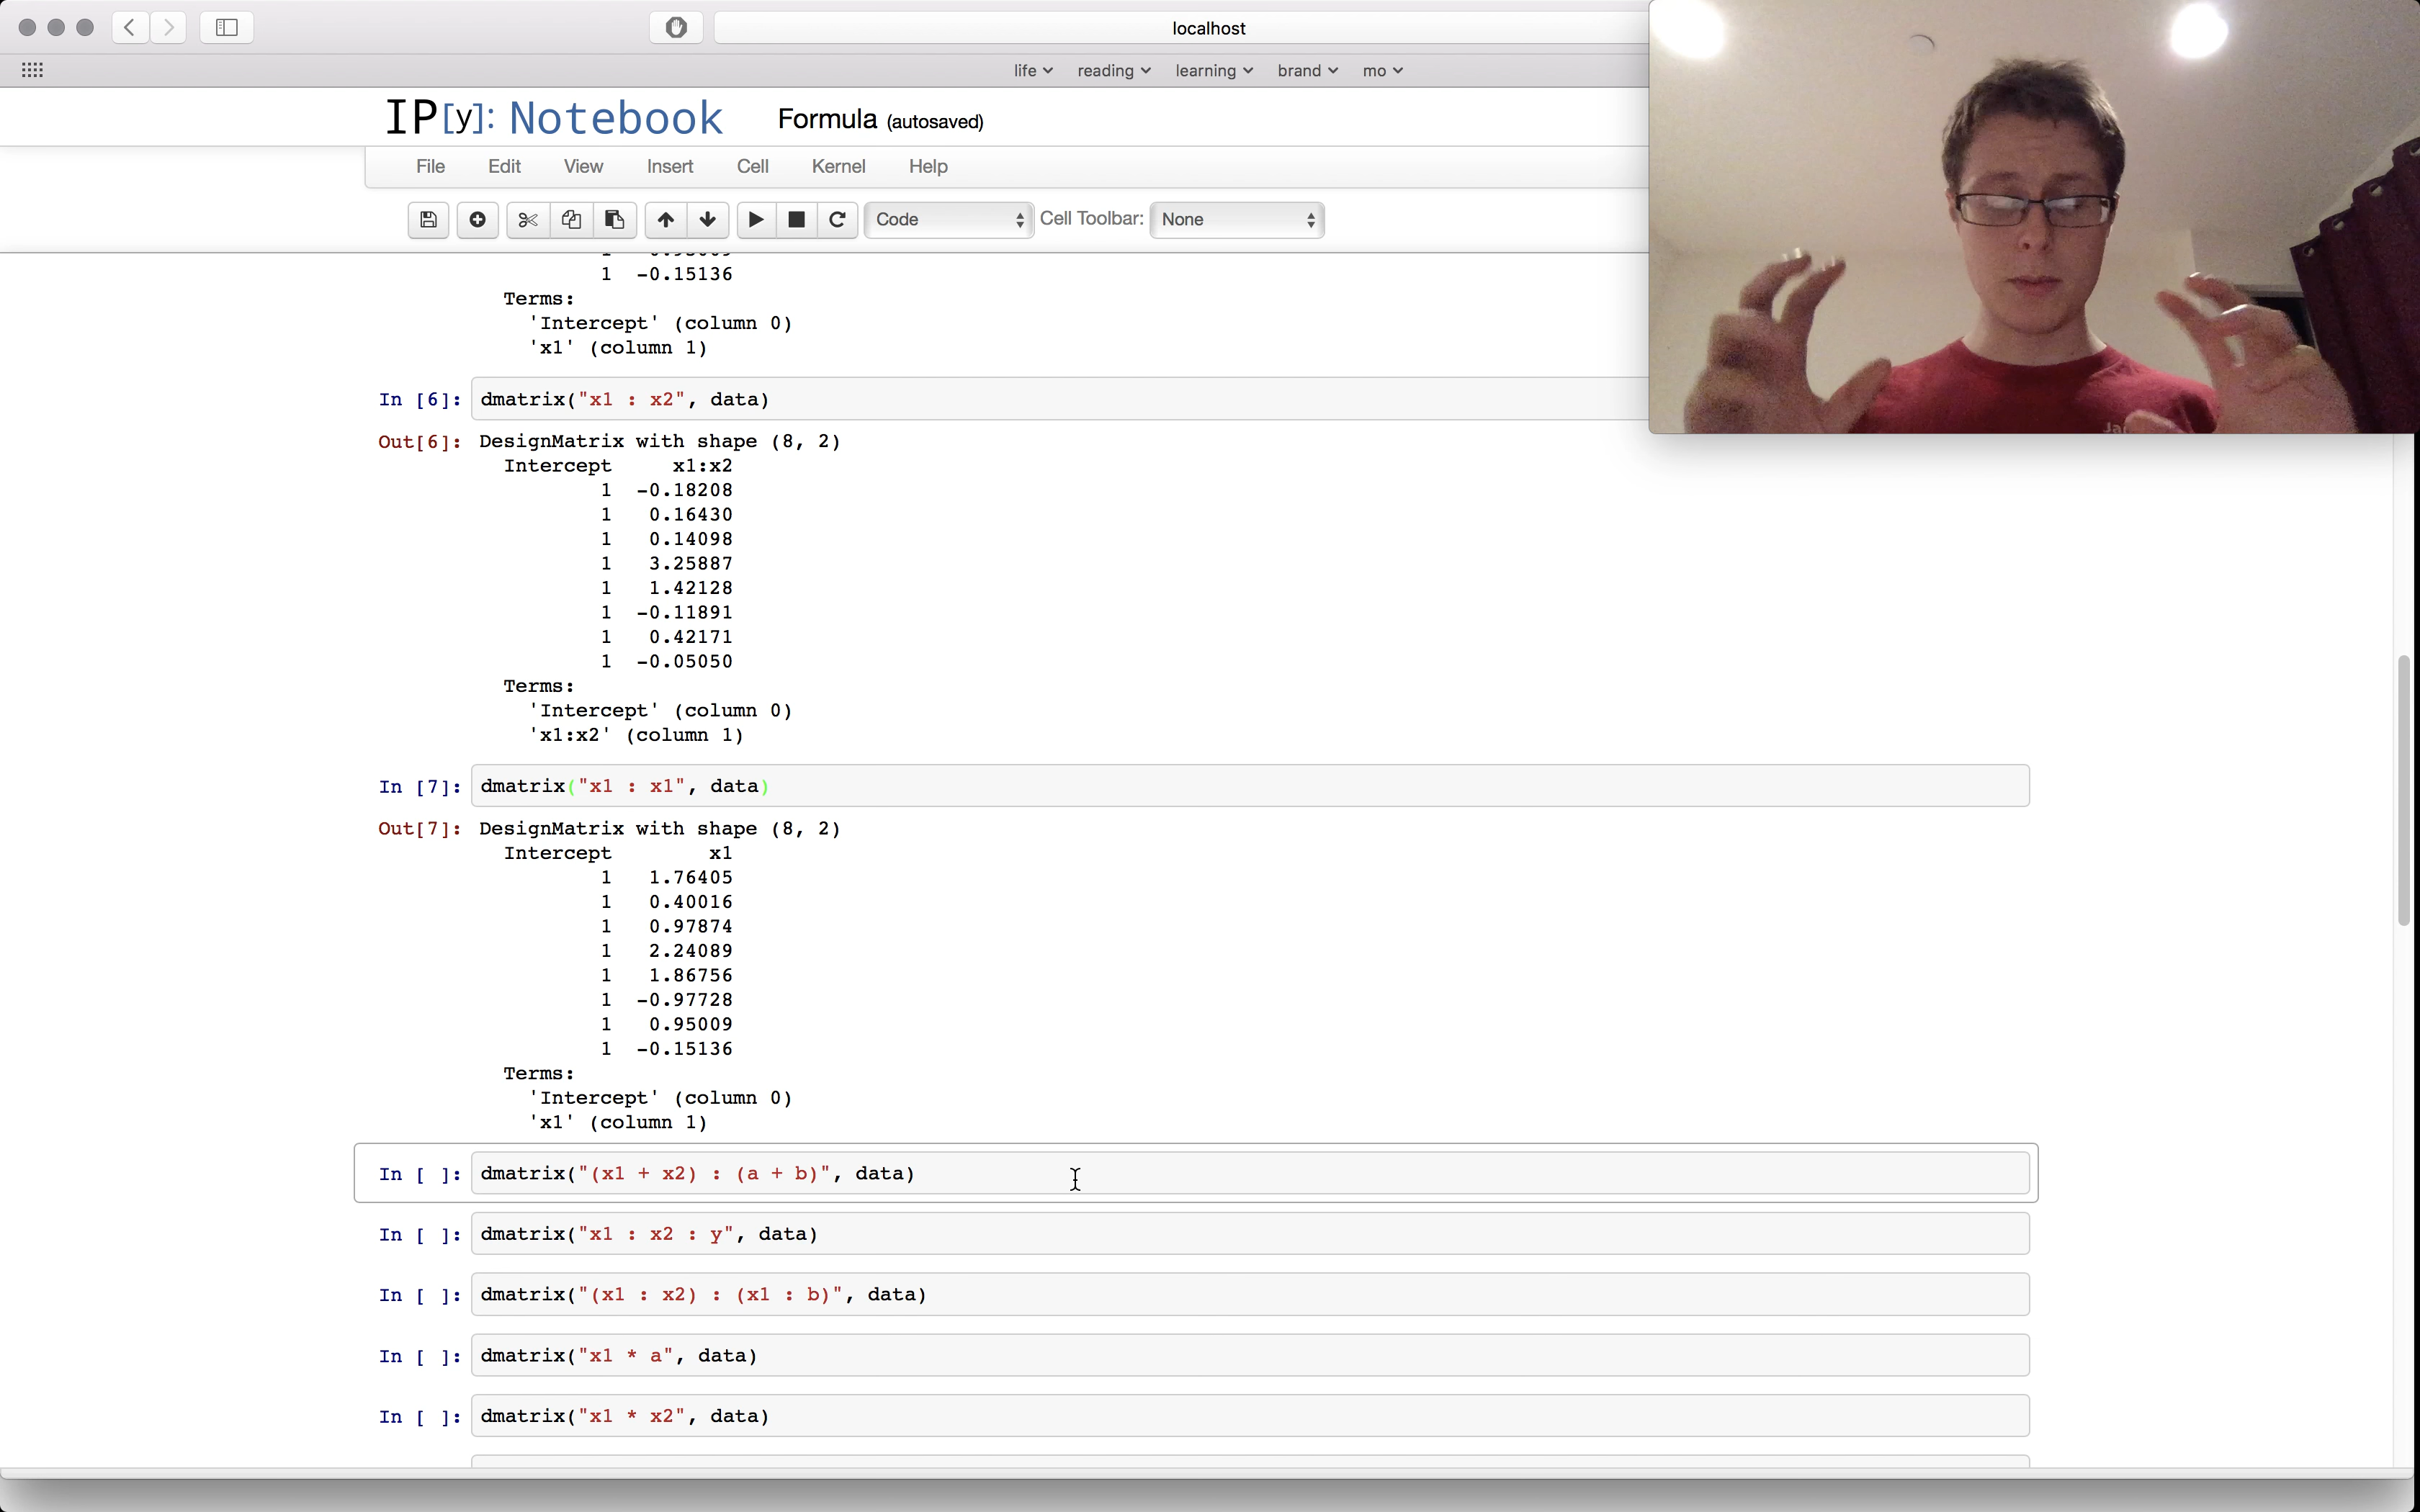 localhost
life reading learning brand mo
IP[y]: Notebook Formula (autosaved)
File Edit View Insert Cell Kernel Help
Code Cell Toolbar: None
1 -0.15136
Terms:
'Intercept' (column 0)
'x1' (column 1)
In [6]: dmatrix("x1 : x2", data)
Out[6]: DesignMatrix with shape (8, 2)
Intercept x1:x2
1 -0.18208
1 0.16430
1 0.14098
1 3.25887
1 1.42128
1 -0.11891
1 0.42171
1 -0.05050
Terms:
'Intercept' (column 0)
'x1:x2' (column 1)
In [7]: dmatrix("x1 : x1", data)
Out[7]: DesignMatrix with shape (8, 2)
Intercept x1
1 1.76405
1 0.40016
1 0.97874
1 2.24089
1 1.86756
1 -0.97728
1 0.95009
1 -0.15136
Terms:
'Intercept' (column 0)
'x1' (column 1)
In [ ]: dmatrix("(x1 + x2) : (a + b)", data)
In [ ]: dmatrix("x1 : x2 : y", data)
In [ ]: dmatrix("(x1 : x2) : (x1 : b)", data)
In [ ]: dmatrix("x1 * a", data)
In [ ]: dmatrix("x1 * x2", data)